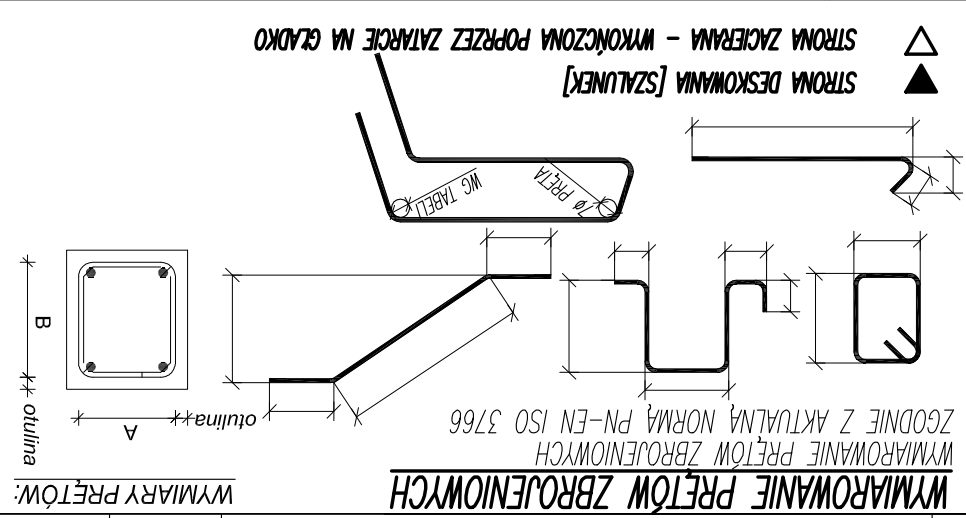 WYMIAROWANIE PRĘTÓW ZBROJENIOWYCH
WYMIAROWANIE PRĘTÓW ZBROJENIOWYCH
ZGODNIE Z AKTUALNĄ NORMĄ PN-EN ISO 3766
WYMIARY PRĘTÓW:
otulina
A
otulina
B
7ø PRĘTA
WG TABELI
STRONA DESKOWANIA [SZALUNEK]
STRONA ZACIERANA - WYKOŃCZONA POPRZEZ ZATARCIE NA GŁADKO